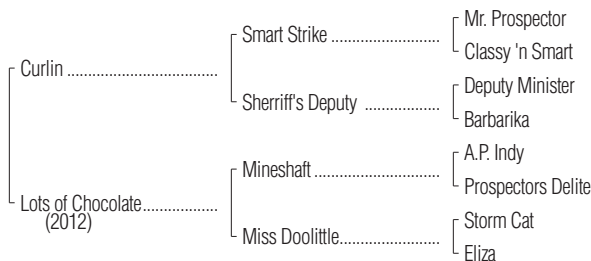 Mr. Prospector
Smart Strike ................................
Classy 'n Smart
Curlin .............................................
Deputy Minister
Sherriff's Deputy ......................
Barbarika
A.P. Indy
Mineshaft .....................................
Prospectors Delite
Lots of Chocolate......................
(2012)
Storm Cat
Miss Doolittle.............................
Eliza